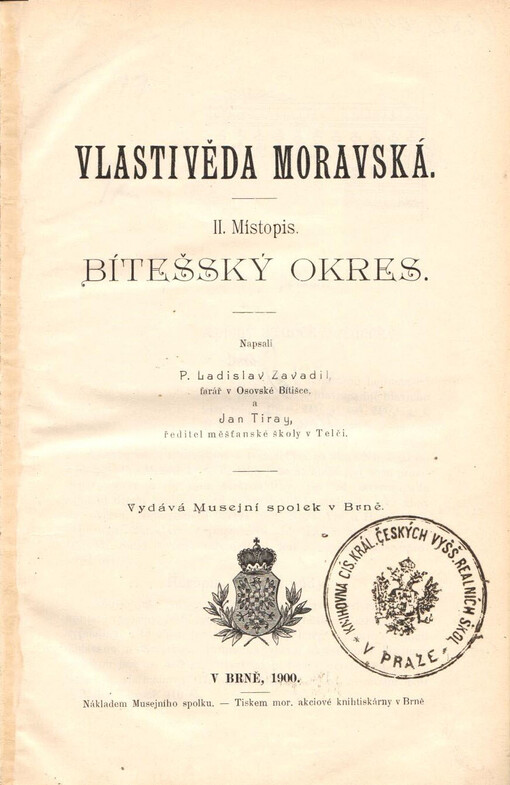 VLASTIVĚDA MORAVSKÁ.
II. Místopis.
BÍTEŠSKÝ OKRES.
Napsali
P. Ladislav Zavadil,
farář v Osovské Bítišce,
a
Jan Tiray,
ředitel měšťanské školy v Telči.
Vydává Musejní spolek v Brně.
KNIHOVNA CÍS. KRÁL. ČESKÝCH VYŠŠ. REALNÍCH ŠKOL
* V PRAZE *
V BRNĚ, 1900.
Nákladem Musejního spolku. — Tiskem mor. akciové knihtiskárny v Brně